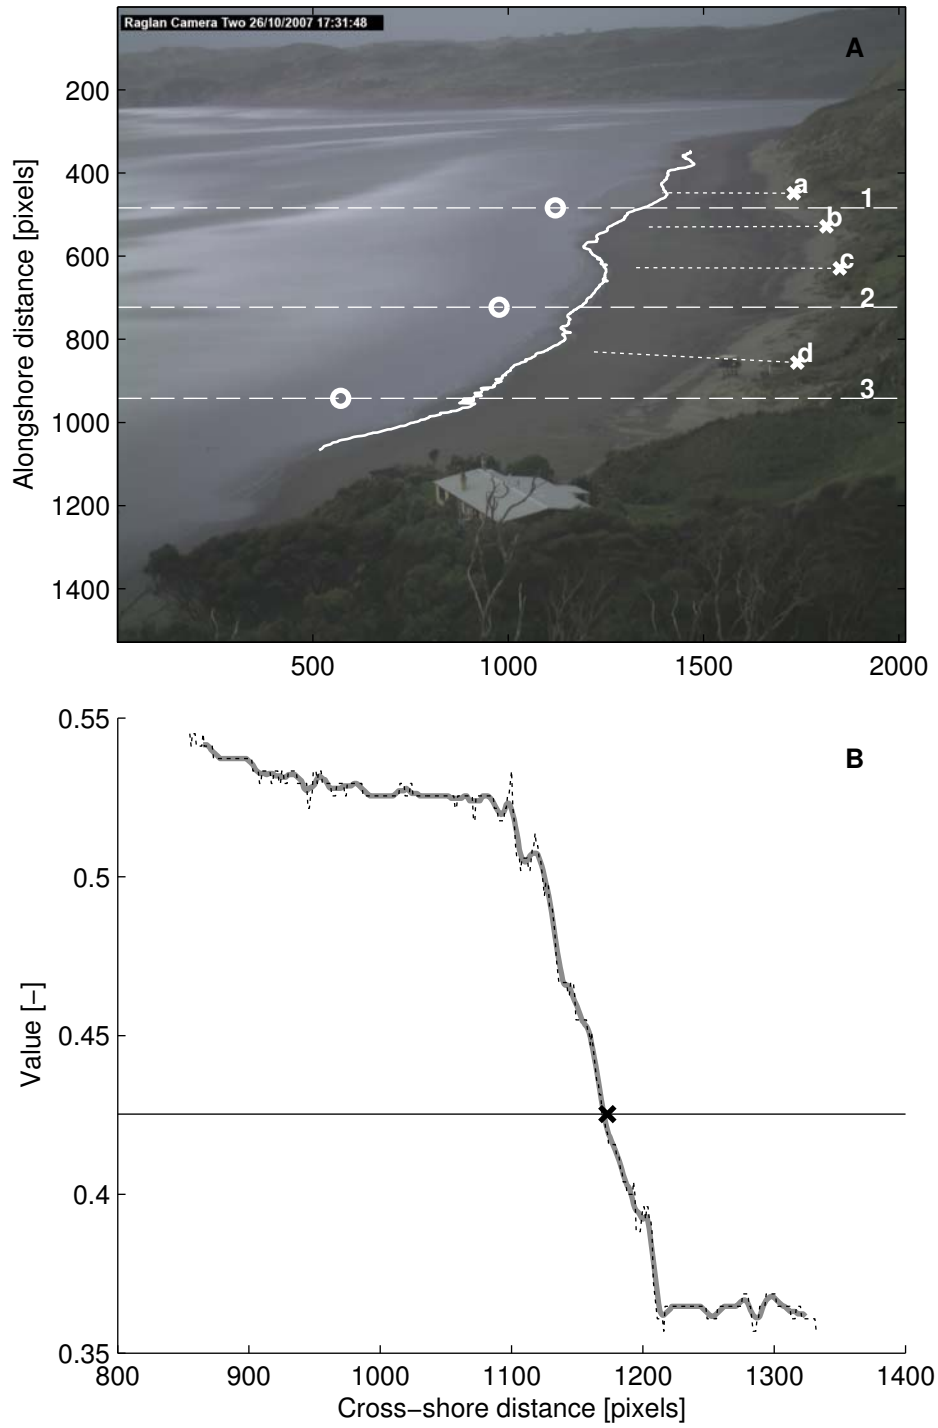 Raglan Camera Two 26/10/2007 17:31:48
A
200
400
600
800
1000
1200
1400
Alongshore distance [pixels]
a
1
b
c
2
d
3
500
1000
1500
2000
0.55
B
0.5
0.45
0.4
0.35
Value [−]
800
900
1000
1100
1200
1300
1400
Cross−shore distance [pixels]